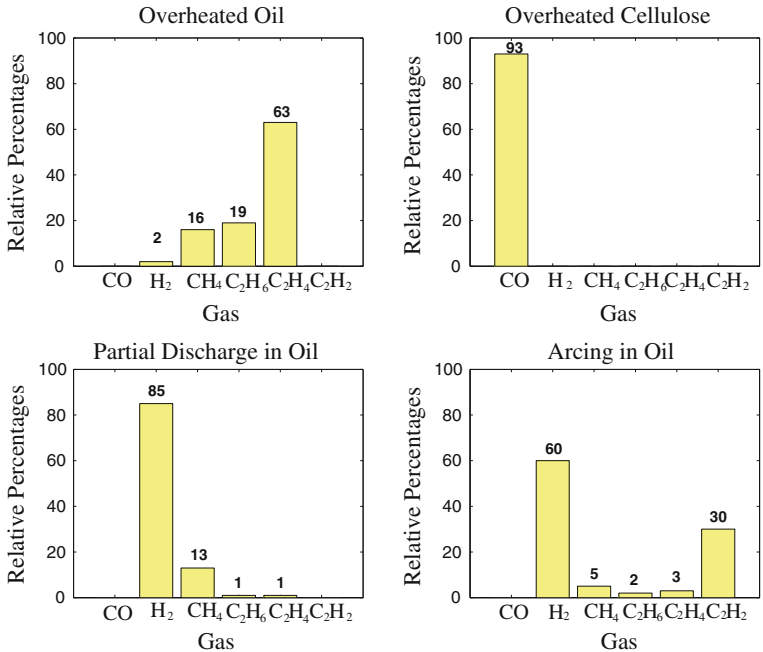 Overheated Oil
Relative Percentages
100
80
60
40
20
0
2
16
19
63
CO H₂ CH₄ C₂H₆ C₂H₄ C₂H₂
Gas
Overheated Cellulose
Relative Percentages
100
80
60
40
20
0
93
CO H₂ CH₄ C₂H₆ C₂H₄ C₂H₂
Gas
Partial Discharge in Oil
Relative Percentages
100
80
60
40
20
0
85
13
1
1
CO H₂ CH₄ C₂H₆ C₂H₄ C₂H₂
Gas
Arcing in Oil
Relative Percentages
100
80
60
40
20
0
60
5
2
3
30
CO H₂ CH₄ C₂H₆ C₂H₄ C₂H₂
Gas